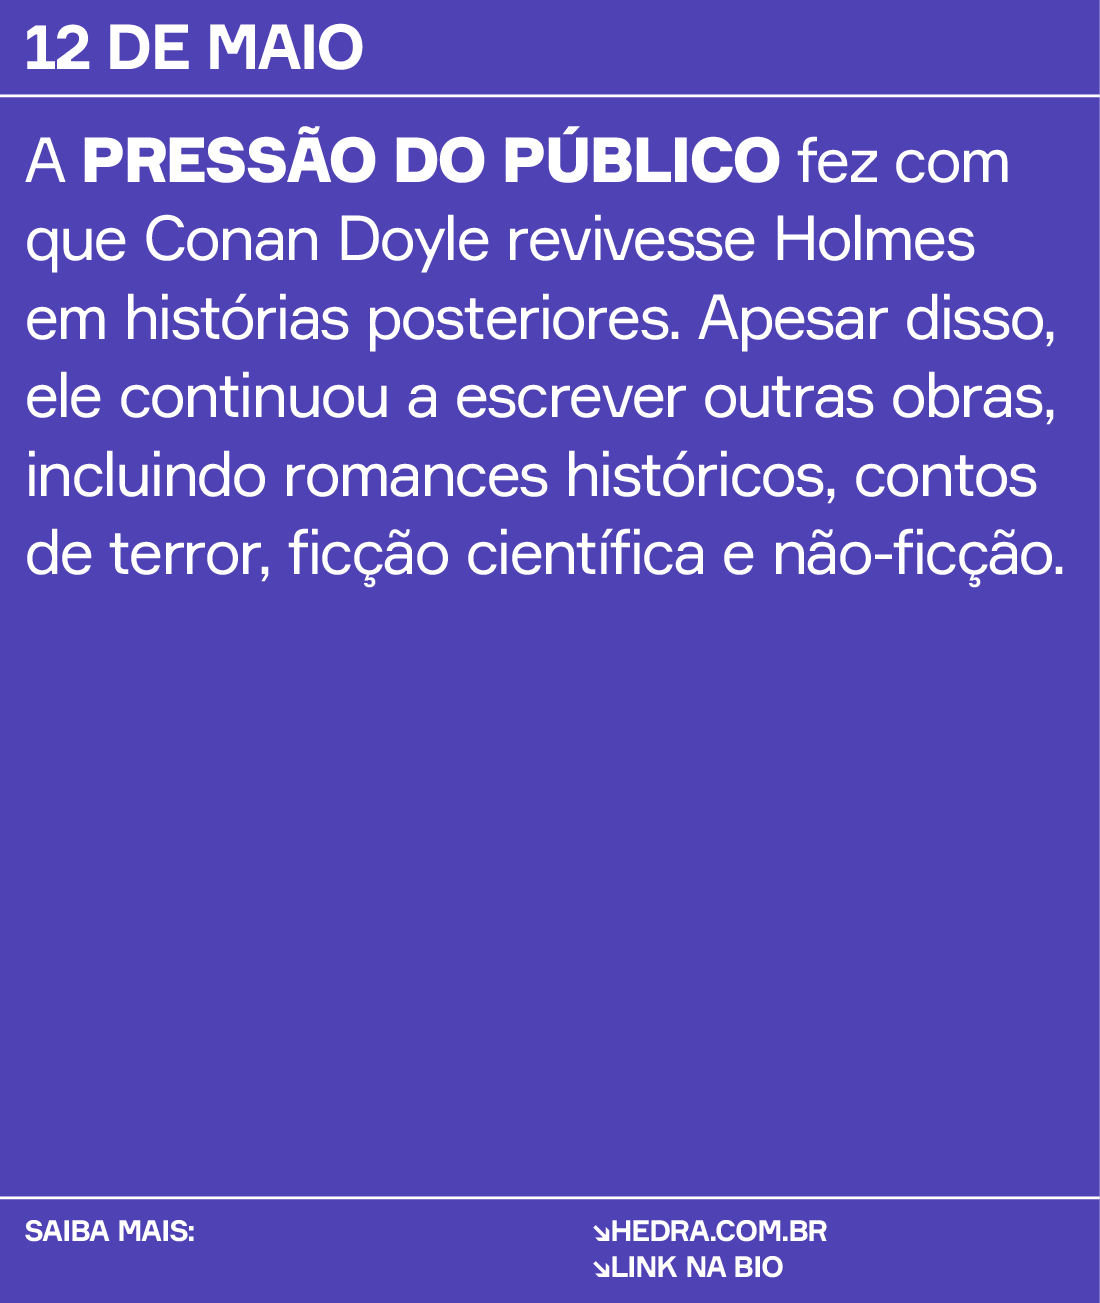 12 DE MAIO
A PRESSÃO DO PÚBLICO fez com
que Conan Doyle revivesse Holmes
em histórias posteriores. Apesar disso,
ele continuou a escrever outras obras,
incluindo romances históricos, contos
de terror, ficção científica e não-ficção.
SAIBA MAIS:
↘HEDRA.COM.BR
↘LINK NA BIO